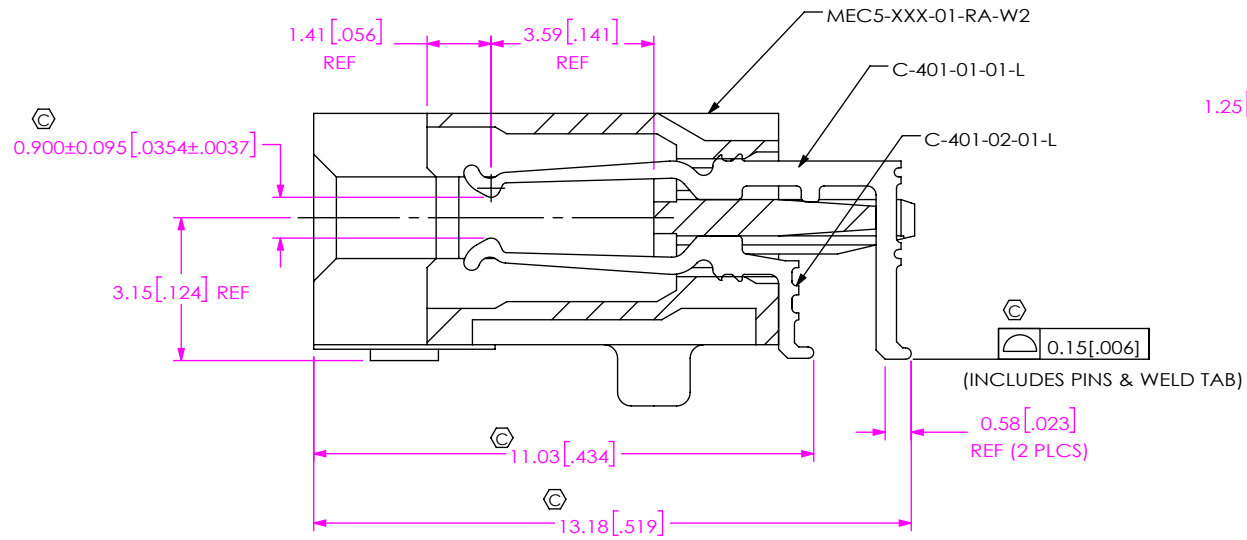 MEC5-XXX-01-RA-W2
1.41[.056]
REF
3.59[.141]
REF
C-401-01-01-L
1.25[
C
0.900±0.095[.0354±.0037]
C-401-02-01-L
3.15[.124] REF
C
0.15[.006]
(INCLUDES PINS & WELD TAB)
0.58[.023]
REF (2 PLCS)
C
11.03[.434]
C
13.18[.519]